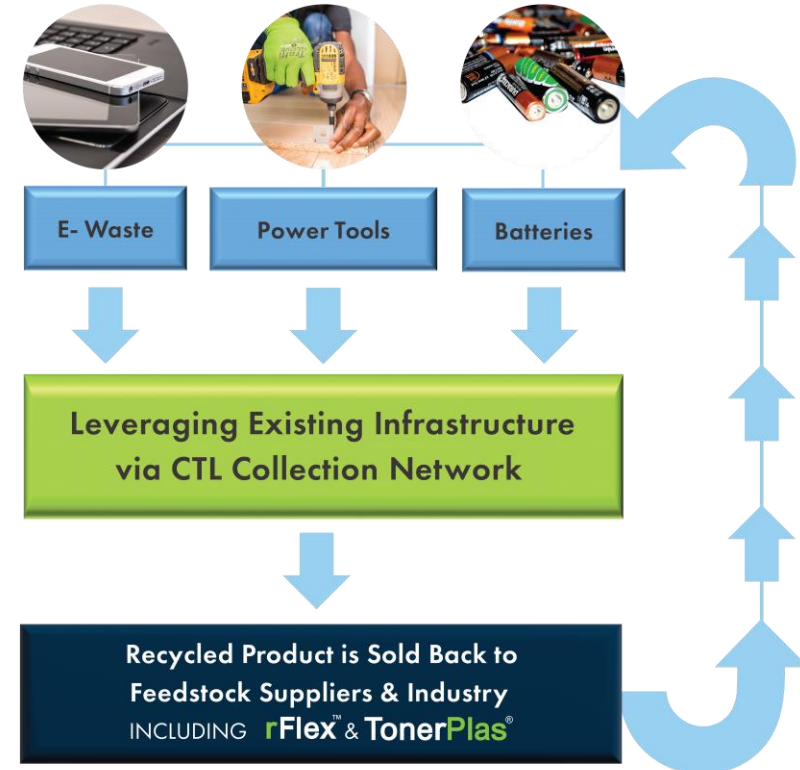 E- Waste
Power Tools
Batteries
Leveraging Existing Infrastructure
via CTL Collection Network
Recycled Product is Sold Back to
Feedstock Suppliers & Industry
INCLUDING rFlex™ & TonerPlas®